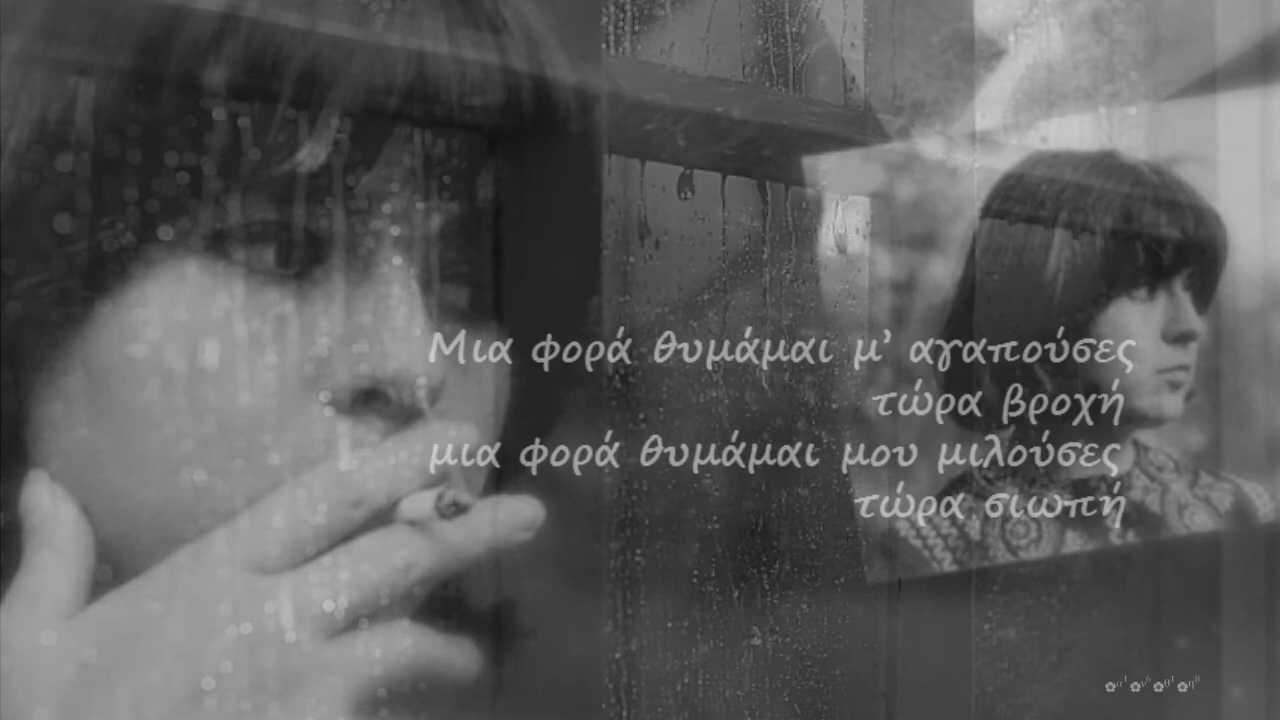 Μια φορά θυμάμαι μ' αγαπούσες
τώρα βροχή
μια φορά θυμάμαι μου μιλούσες
τώρα σιωπή